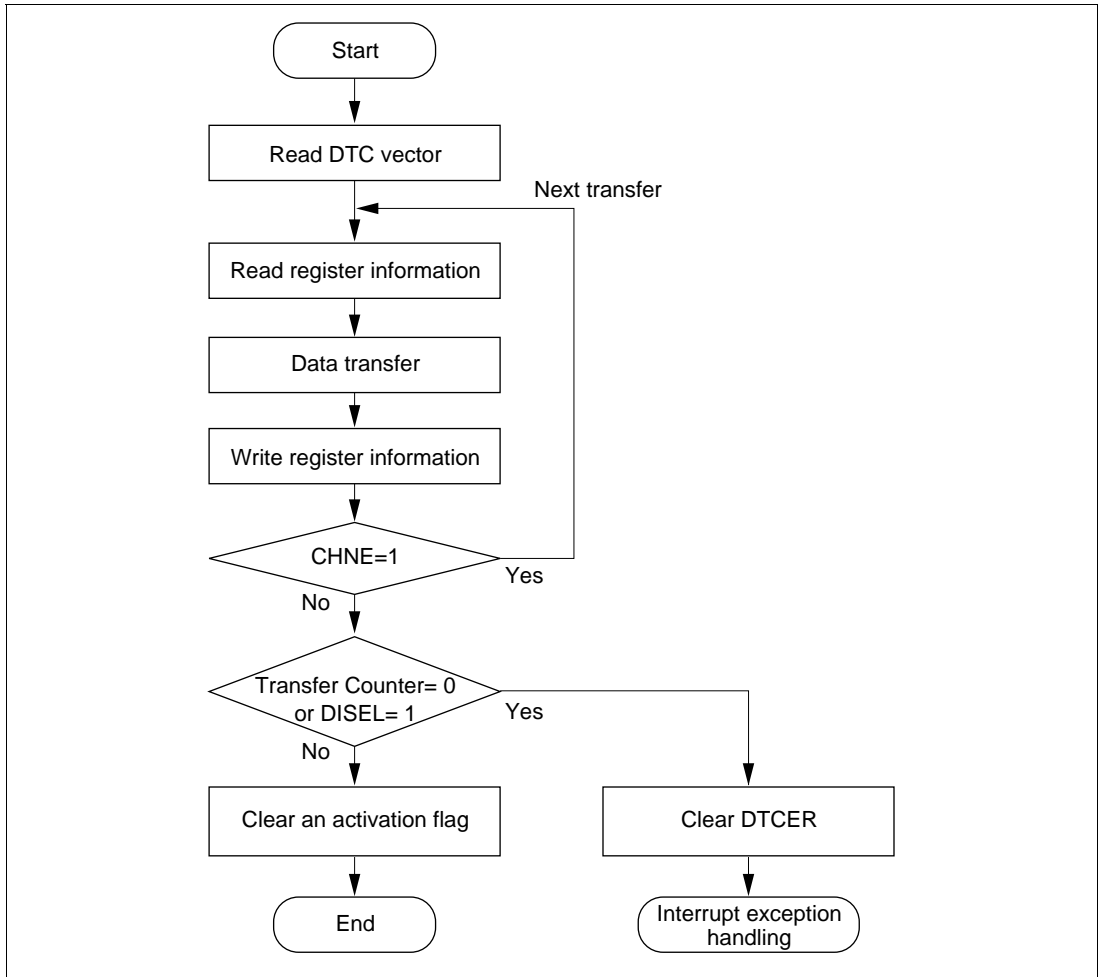 Start
Read DTC vector
Next transfer
Read register information
Data transfer
Write register information
CHNE=1
Yes
No
Transfer Counter= 0
or DISEL= 1
Yes
No
Clear an activation flag
Clear DTCER
End
Interrupt exception
handling